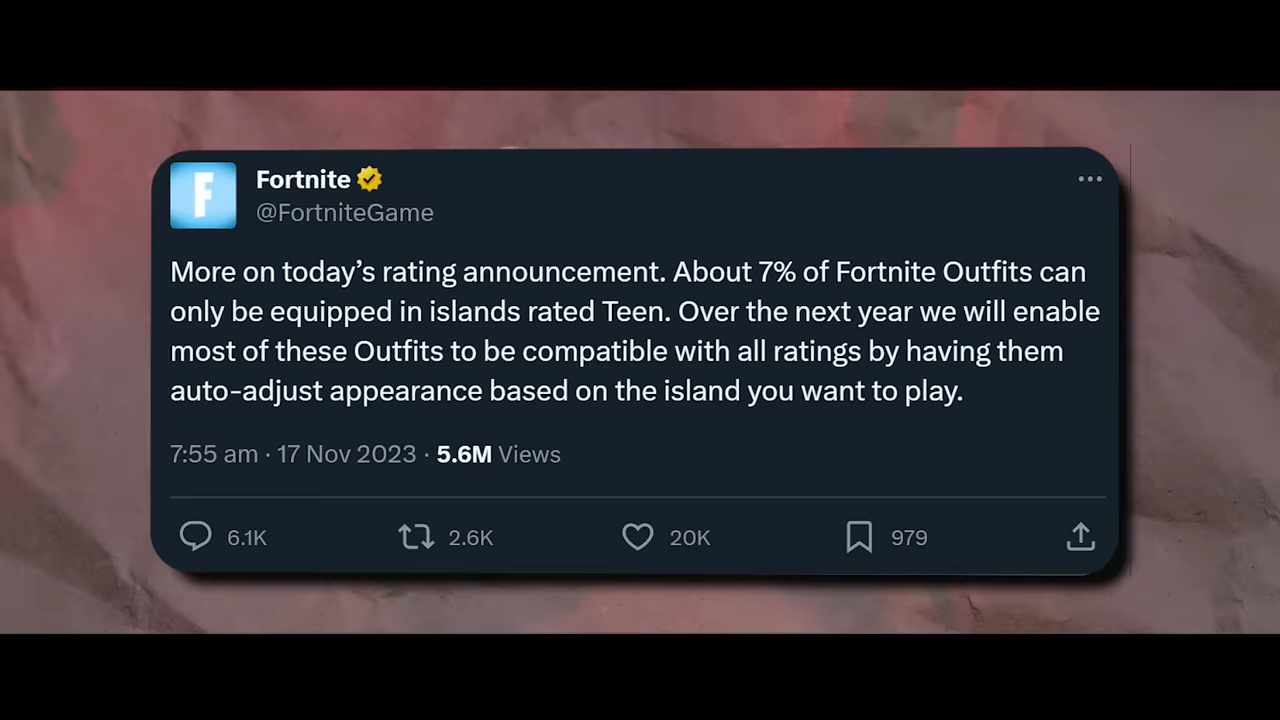 F
Fortnite
@FortniteGame
More on today’s rating announcement. About 7% of Fortnite Outfits can
only be equipped in islands rated Teen. Over the next year we will enable
most of these Outfits to be compatible with all ratings by having them
auto-adjust appearance based on the island you want to play.
7:55 am · 17 Nov 2023 · 5.6M Views
6.1K 2.6K 20K 979